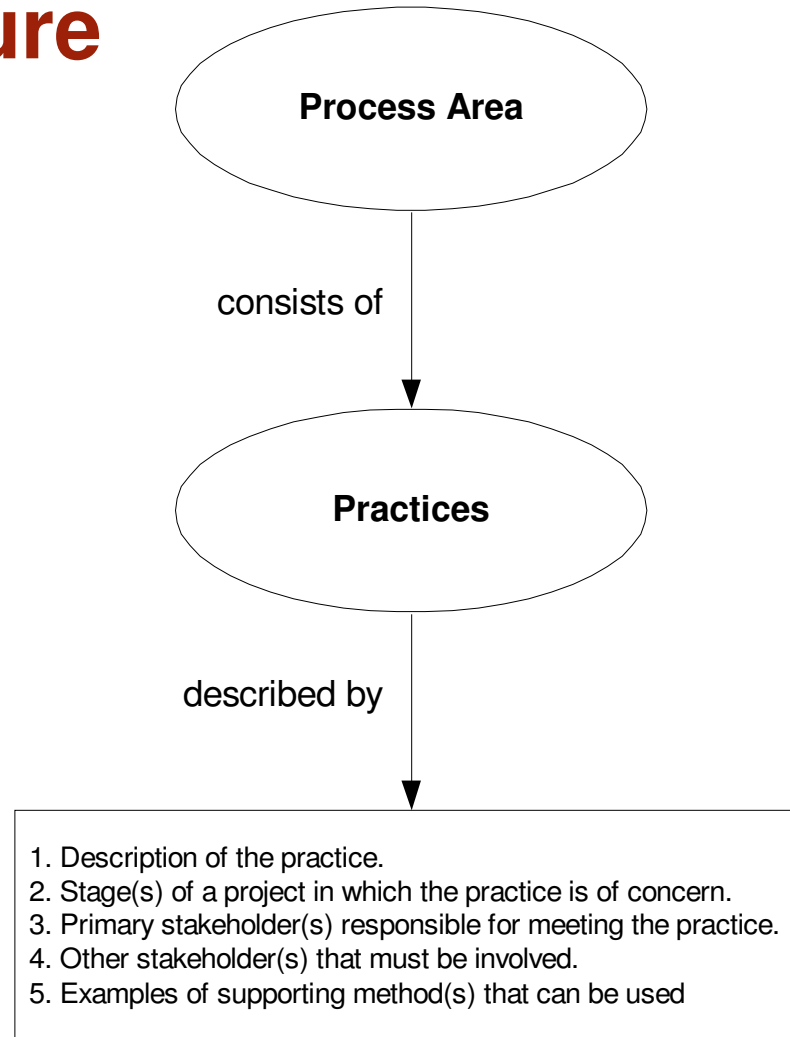 ure
Process Area
consists of
Practices
described by
1. Description of the practice.
2. Stage(s) of a project in which the practice is of concern.
3. Primary stakeholder(s) responsible for meeting the practice.
4. Other stakeholder(s) that must be involved.
5. Examples of supporting method(s) that can be used